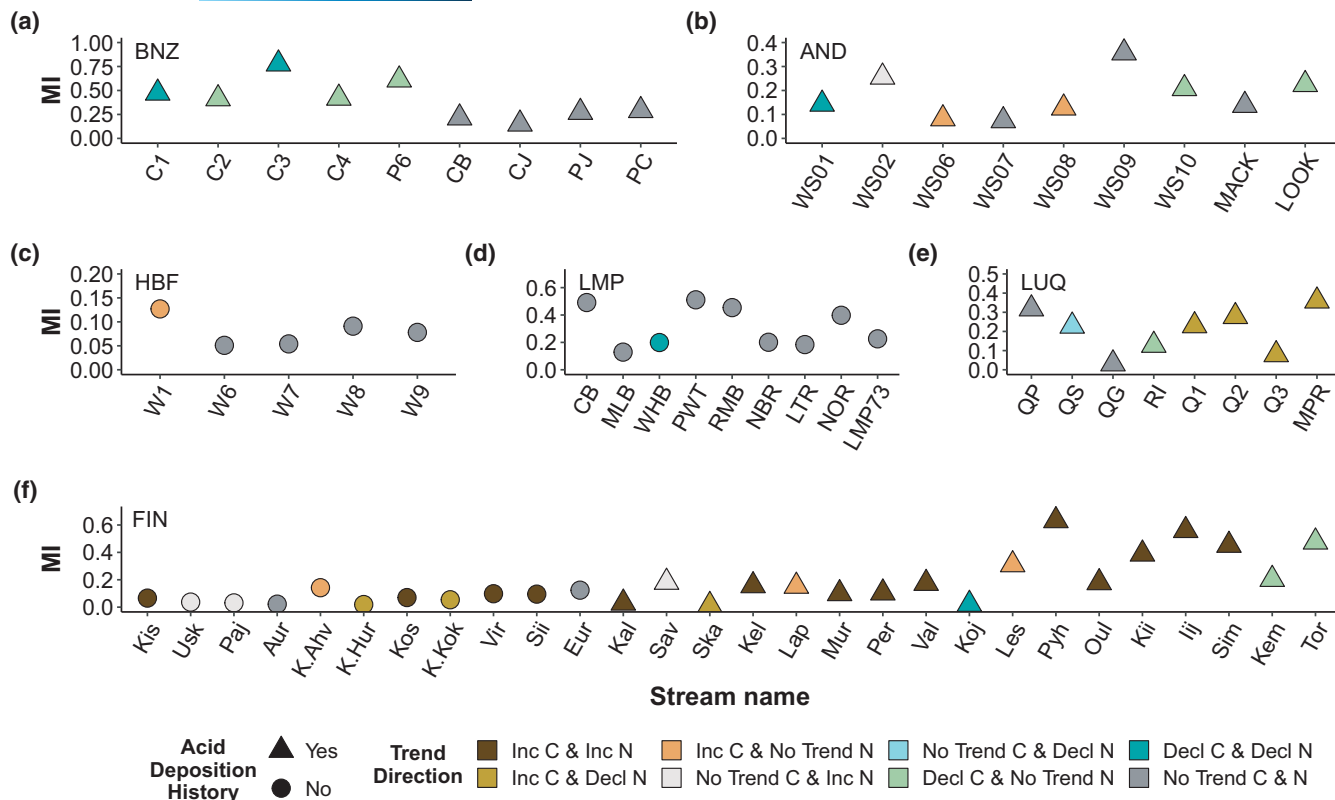 (a)
BNZ
MI
1.00
0.75
0.50
0.25
0.00
C1 C2 C3 C4 P6 CB CJ PJ PC
(b)
AND
0.4
0.3
0.2
0.1
0.0
WS01 WS02 WS06 WS07 WS08 WS09 WS10 MACK LOOK
(c)
HBF
MI
0.20
0.15
0.10
0.05
0.00
W1 W6 W7 W8 W9
(d)
LMP
0.6
0.4
0.2
0.0
CB MLB WHB PWT RMB NBR LTR NOR LMP73
(e)
LUQ
0.5
0.4
0.3
0.2
0.1
0.0
QP QS QG RI Q1 Q2 Q3 MPR
(f)
FIN
MI
0.6
0.4
0.2
0.0
Kis Usk Paj Aur K.Ahv K.Hur Kos K.Kok Vir Sii Eur Kal Sav Ska Kel Lap Mur Per Val Koj Les Pyh Oul Kii Iij Sim Kem Tor
Stream name
Acid
Deposition
History
Yes
No
Trend
Direction
Inc C & Inc N
Inc C & Decl N
Inc C & No Trend N
No Trend C & Inc N
No Trend C & Decl N
Decl C & No Trend N
Decl C & Decl N
No Trend C & N